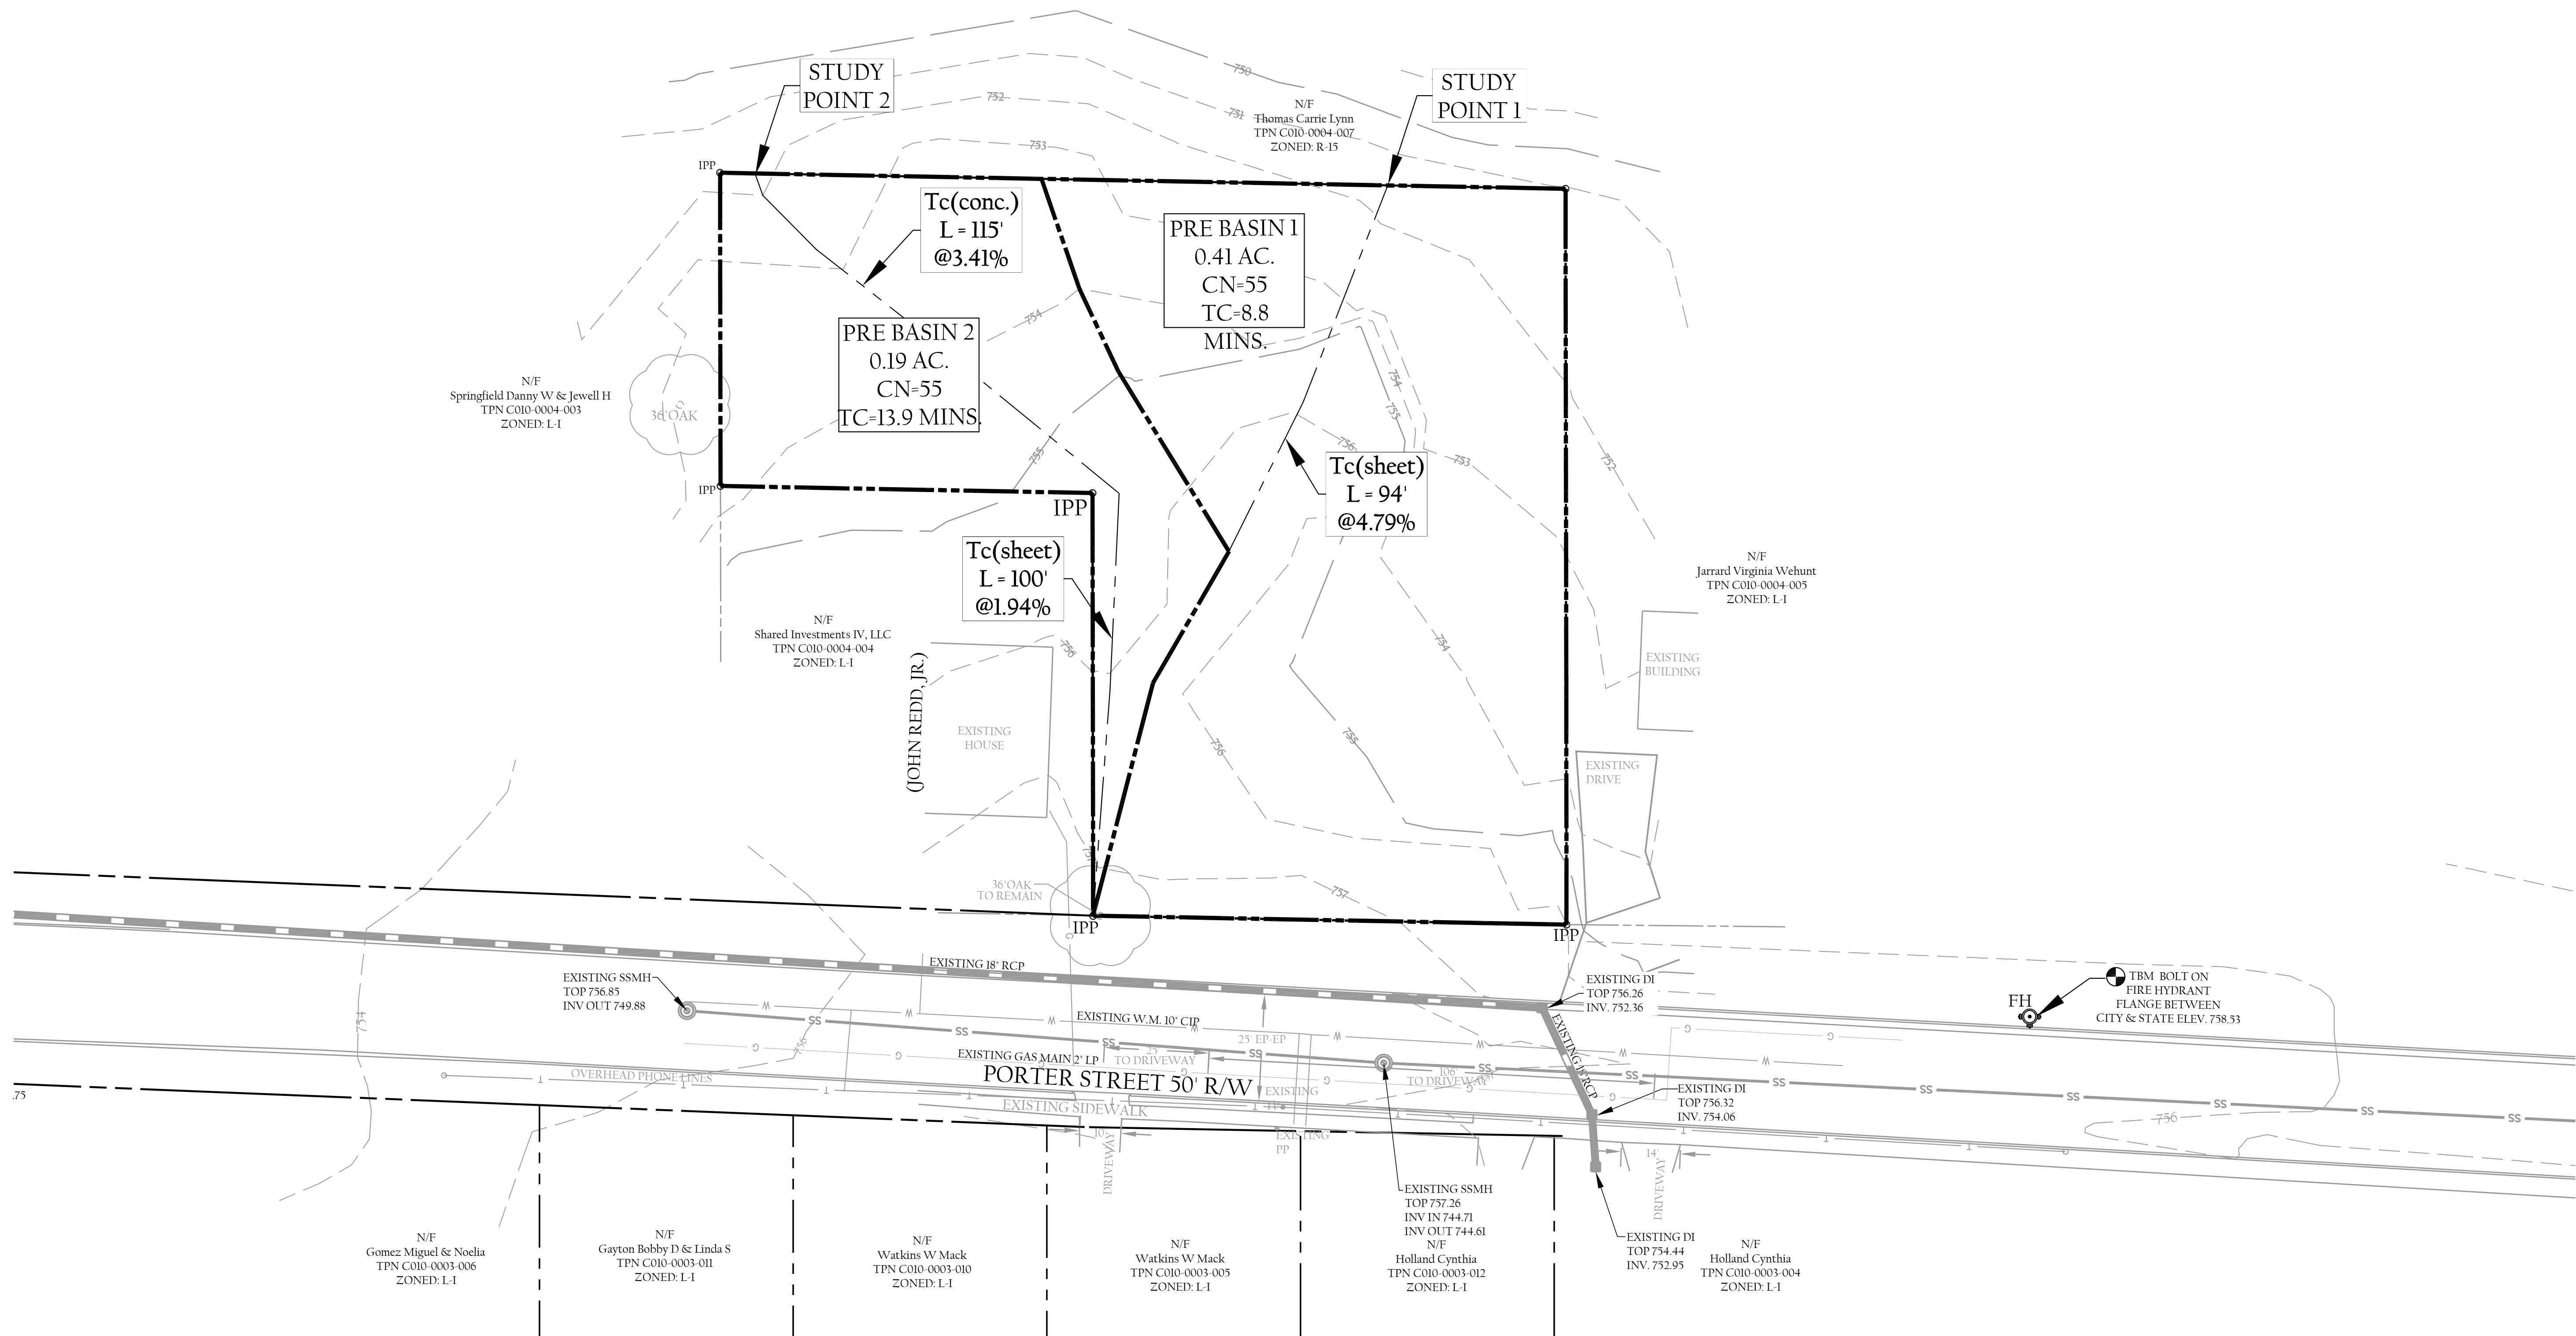 STUDY
POINT 2
STUDY
POINT 1
750
751
752
753
N/F
Thomas Carrie Lynn
TPN C010-0004-007
ZONED: R-15
IPP
Tc(conc.)
L = 115'
@3.41%
PRE BASIN 1
0.41 AC.
CN=55
TC=8.8
MINS.
PRE BASIN 2
0.19 AC.
CN=55
TC=13.9 MINS.
754
754
755
755
756
753
752
N/F
Springfield Danny W & Jewell H
TPN C010-0004-003
ZONED: L-I
36"OAK
IPP
IPP
Tc(sheet)
L = 94'
@4.79%
Tc(sheet)
L = 100'
@1.94%
N/F
Jarrard Virginia Wehunt
TPN C010-0004-005
ZONED: L-I
N/F
Shared Investments IV, LLC
TPN C010-0004-004
ZONED: L-I
(JOHN REDD, JR.)
756
754
EXISTING
BUILDING
EXISTING
HOUSE
756
755
EXISTING
DRIVE
36"OAK
TO REMAIN
757
IPP
IPP
EXISTING 18" RCP
EXISTING SSMH
TOP 756.85
INV OUT 749.88
EXISTING DI
TOP 756.26
INV. 752.36
FH
TBM BOLT ON
FIRE HYDRANT
FLANGE BETWEEN
CITY & STATE ELEV. 758.53
754
756
EXISTING W.M. 10" CIP
25' EP-EP
EXISTING 18"RCP
EXISTING GAS MAIN 2" LP
25'
TO DRIVEWAY
106'
TO DRIVEWAY
OVERHEAD PHONE LINES
PORTER STREET 50' R/W
EXISTING
EXISTING SIDEWALK
EXISTING DI
TOP 756.32
INV. 754.06
756
.75
10'
DRIVEWAY
EXISTING
PP
14'
DRIVEWAY
EXISTING SSMH
TOP 757.26
INV IN 744.71
INV OUT 744.61
EXISTING DI
TOP 754.44
INV. 752.95
N/F
Gomez Miguel & Noelia
TPN C010-0003-006
ZONED: L-I
N/F
Gayton Bobby D & Linda S
TPN C010-0003-011
ZONED: L-I
N/F
Watkins W Mack
TPN C010-0003-010
ZONED: L-I
N/F
Watkins W Mack
TPN C010-0003-005
ZONED: L-I
N/F
Holland Cynthia
TPN C010-0003-012
ZONED: L-I
N/F
Holland Cynthia
TPN C010-0003-004
ZONED: L-I